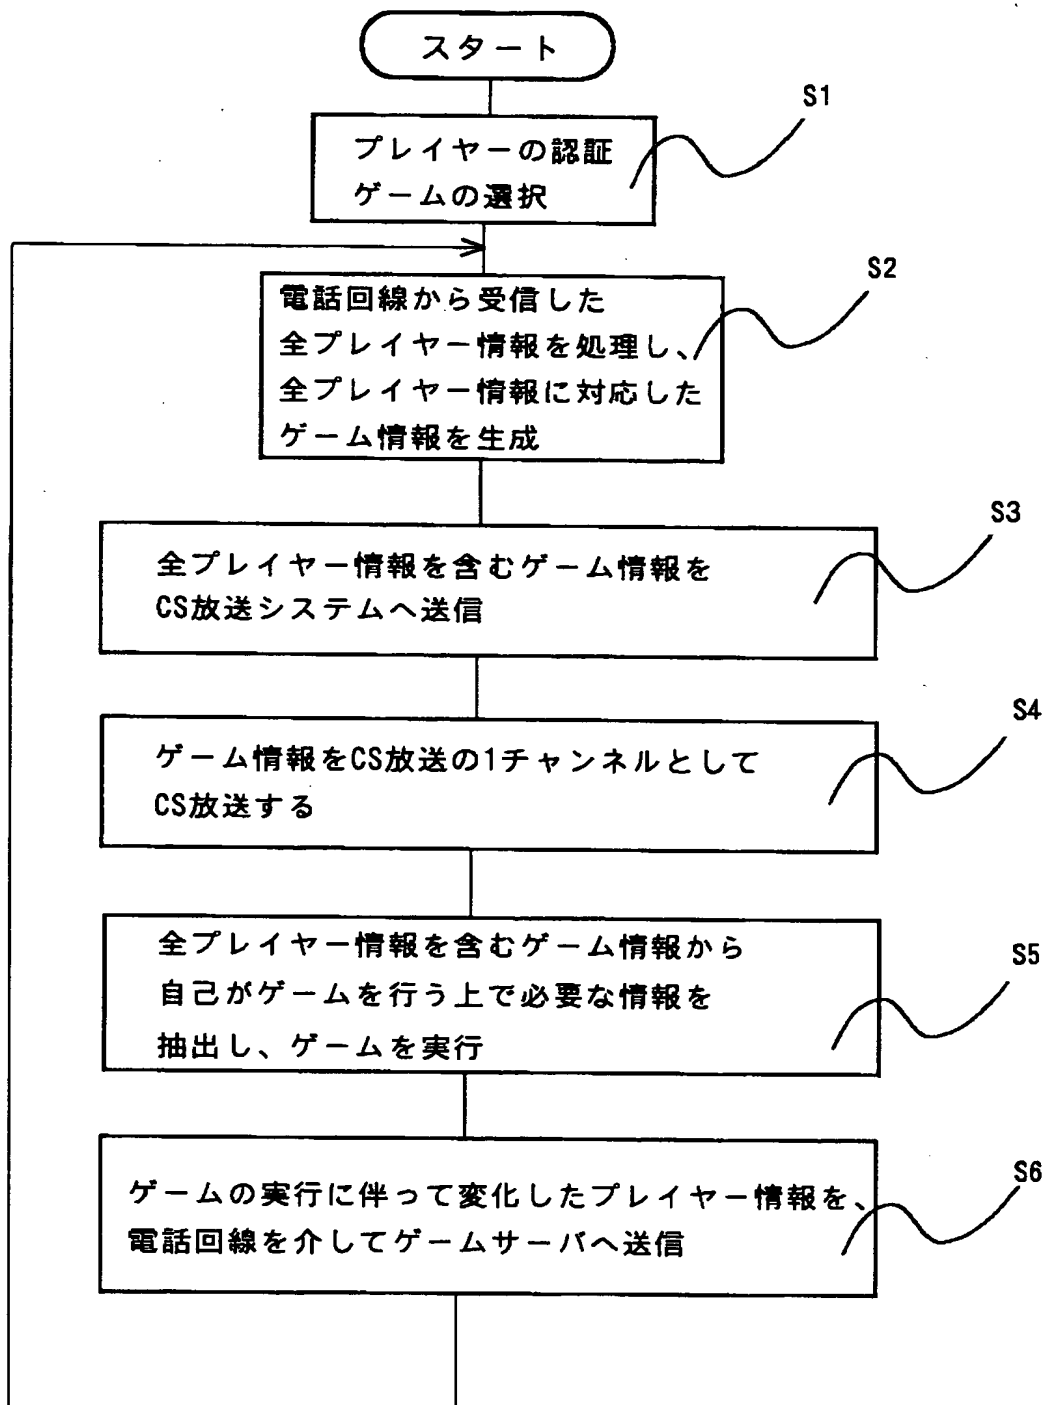 スタート
S1
プレイヤーの認証
ゲームの選択
S2
電話回線から受信した
全プレイヤー情報を処理し、
全プレイヤー情報に対応した
ゲーム情報を生成
S3
全プレイヤー情報を含むゲーム情報を
CS放送システムへ送信
S4
ゲーム情報をCS放送の1チャンネルとして
CS放送する
S5
全プレイヤー情報を含むゲーム情報から
自己がゲームを行う上で必要な情報を
抽出し、ゲームを実行
S6
ゲームの実行に伴って変化したプレイヤー情報を、
電話回線を介してゲームサーバへ送信